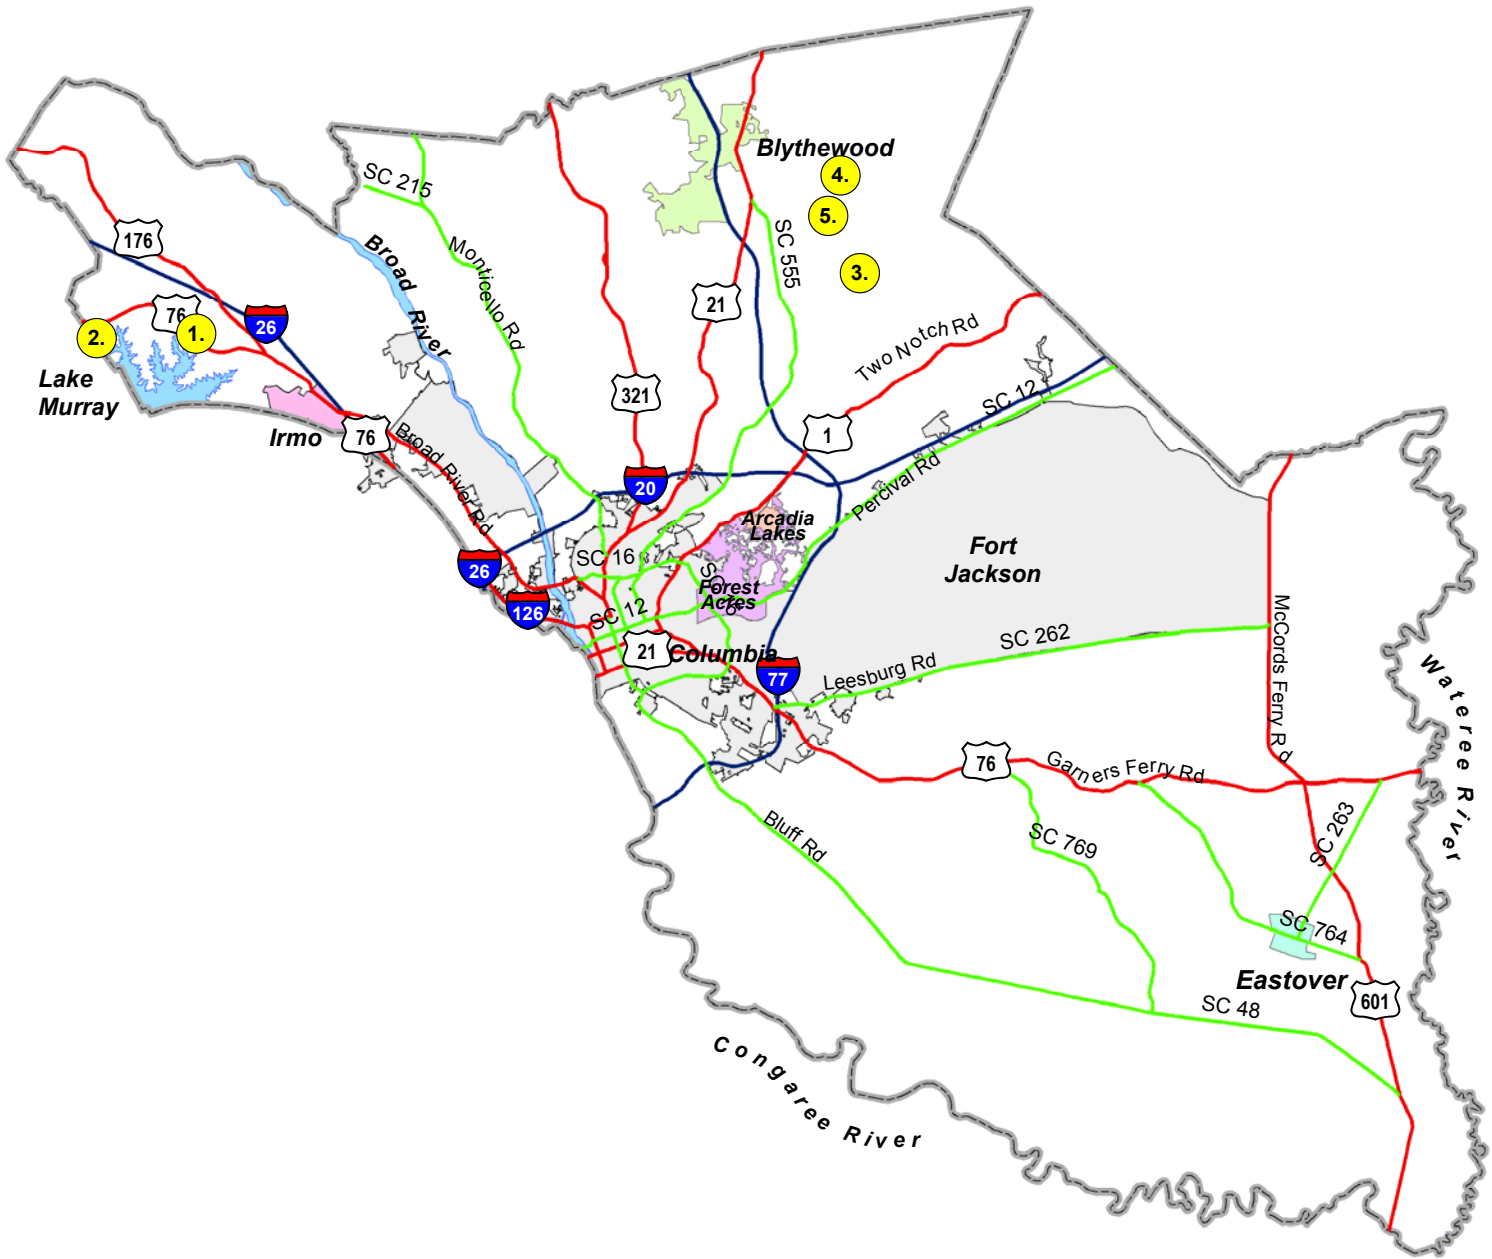 Blythewood
4.
SC 215
5.
176
Broad
River
Monticello Rd
SC 555
3.
76
1.
26
2.
21
Two Notch Rd
Lake
Murray
321
SC 12
Irmo
76
1
Broad River Rd
20
Percival Rd
Arcadia
Lakes
Fort
Jackson
SC 16
26
SC 16
Forest
Acres
126
SC 12
McCords Ferry Rd
21
Columbia
77
Leesburg Rd
SC 262
Wateree River
76
Garners Ferry Rd
Bluff Rd
SC 769
SC 263
SC 764
Eastover
601
SC 48
Congaree River